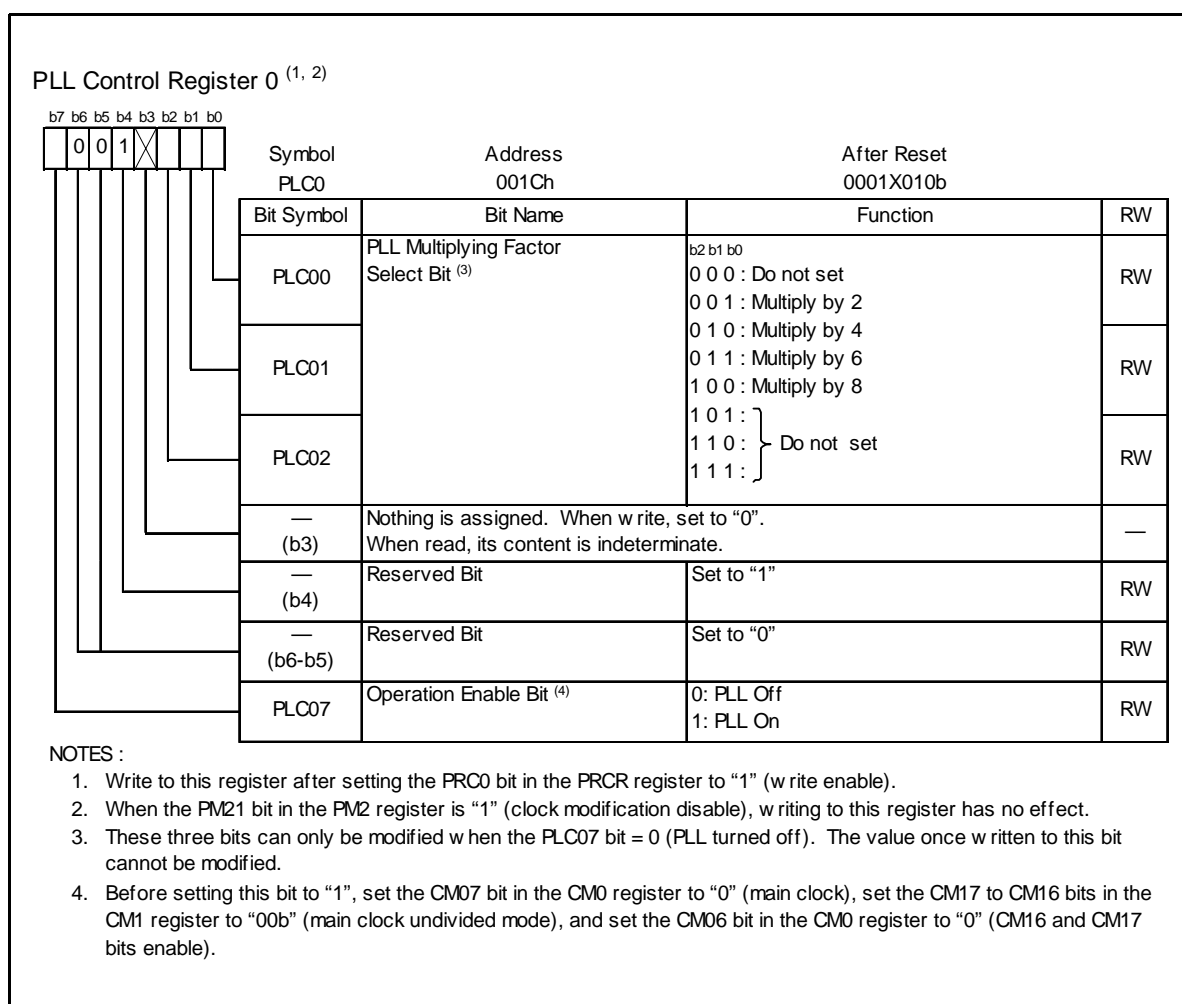 PLL Control Register 0 (1, 2)
b7 b6 b5 b4 b3 b2 b1 b0
0 0 1
Symbol Address After Reset
PLC0 001Ch 0001X010b
Bit Symbol Bit Name Function RW
PLC00 PLL Multiplying Factor Select Bit (3) RW
b2 b1 b0
0 0 0 : Do not set
0 0 1 : Multiply by 2
0 1 0 : Multiply by 4
PLC01 0 1 1 : Multiply by 6 RW
1 0 0 : Multiply by 8
1 0 1 :
PLC02 1 1 0 : Do not set RW
1 1 1 :
— Nothing is assigned. When write, set to “0”. —
(b3) When read, its content is indeterminate.
— Reserved Bit Set to “1” RW
(b4)
— Reserved Bit Set to “0” RW
(b6-b5)
PLC07 Operation Enable Bit (4) 0: PLL Off RW
1: PLL On
NOTES :
1. Write to this register after setting the PRC0 bit in the PRCR register to “1” (write enable).
2. When the PM21 bit in the PM2 register is “1” (clock modification disable), writing to this register has no effect.
3. These three bits can only be modified when the PLC07 bit = 0 (PLL turned off). The value once written to this bit
cannot be modified.
4. Before setting this bit to “1”, set the CM07 bit in the CM0 register to “0” (main clock), set the CM17 to CM16 bits in the
CM1 register to “00b” (main clock undivided mode), and set the CM06 bit in the CM0 register to “0” (CM16 and CM17
bits enable).